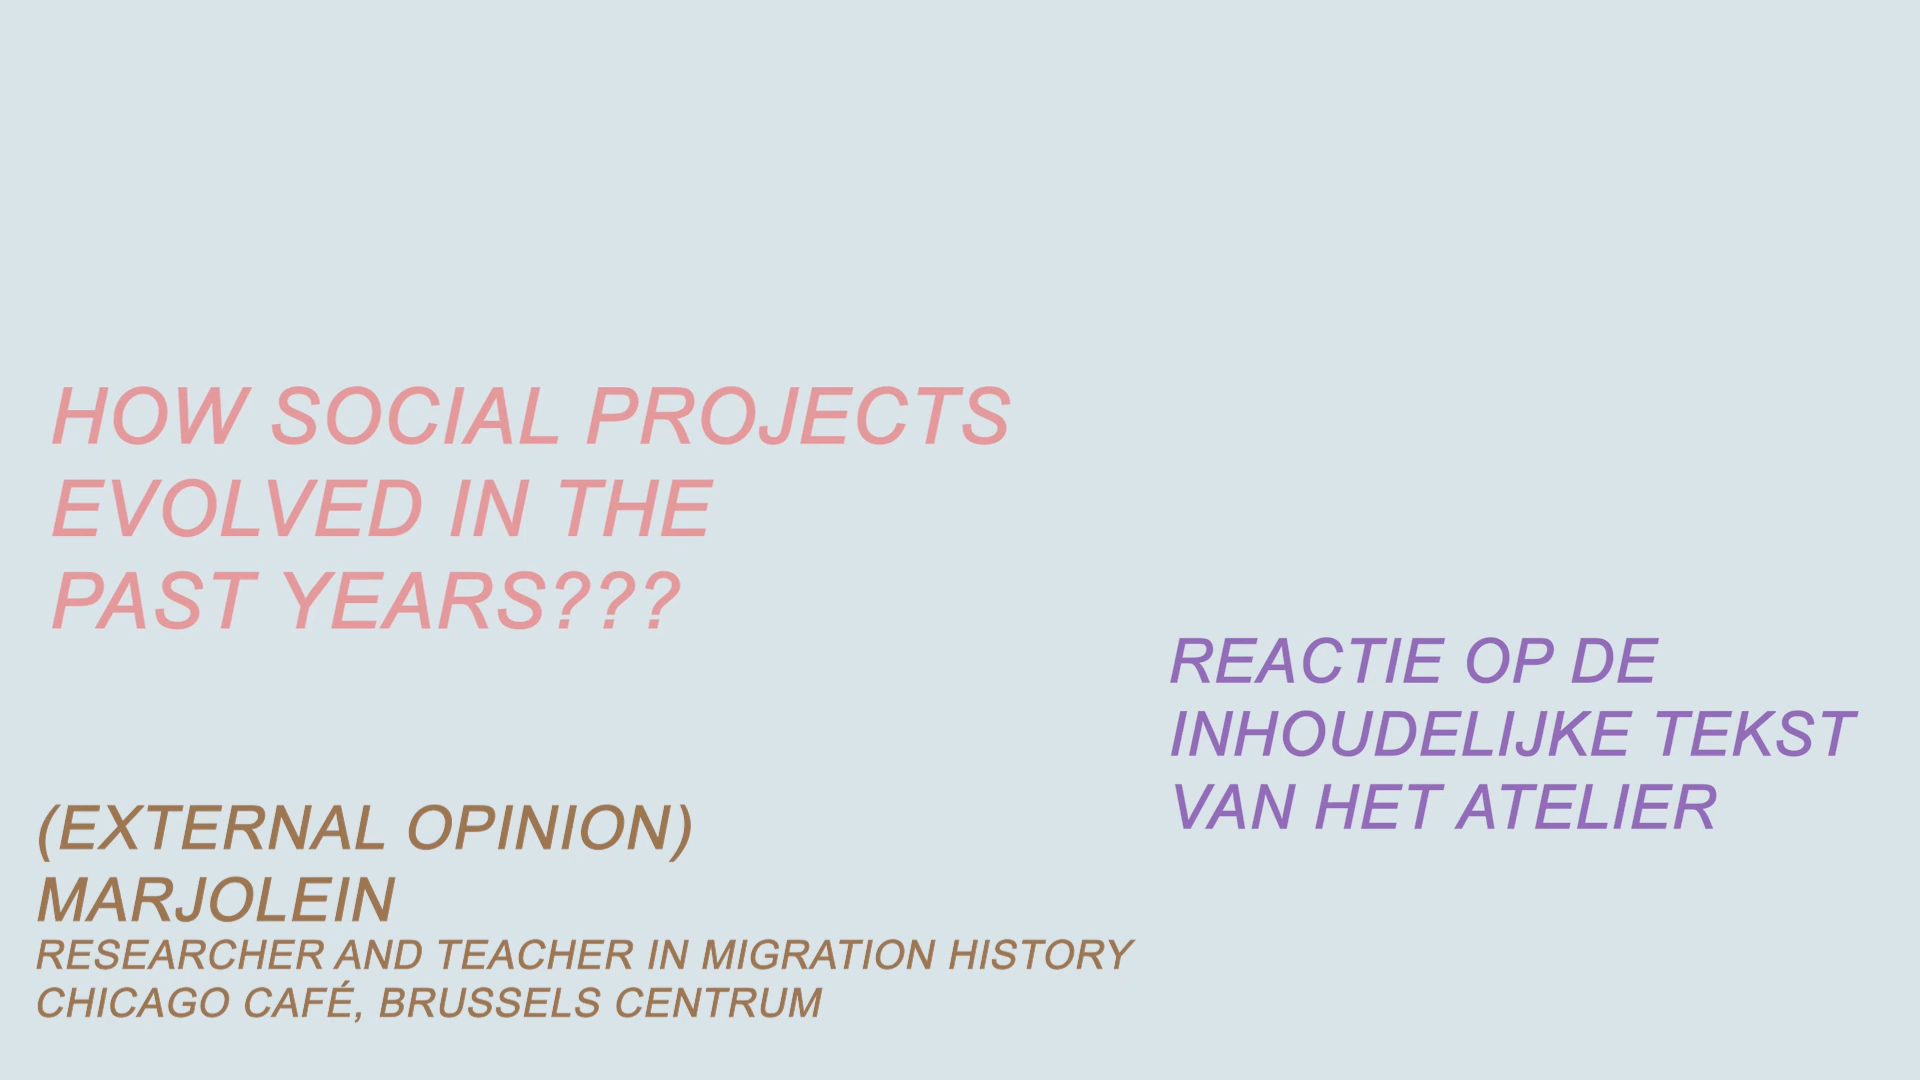 HOW SOCIAL PROJECTS
EVOLVED IN THE
PAST YEARS???
REACTIE OP DE
INHOUDELIJKE TEKST
VAN HET ATELIER
(EXTERNAL OPINION)
MARJOLEIN
RESEARCHER AND TEACHER IN MIGRATION HISTORY
CHICAGO CAFÉ, BRUSSELS CENTRUM